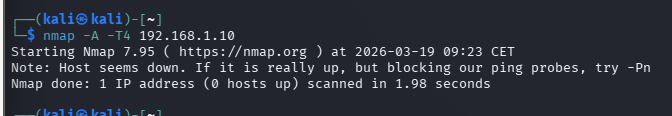 ┌──(kali㉿kali)-[~]
└─$ nmap -A -T4 192.168.1.10
Starting Nmap 7.95 ( https://nmap.org ) at 2026-03-19 09:23 CET
Note: Host seems down. If it is really up, but blocking our ping probes, try -Pn
Nmap done: 1 IP address (0 hosts up) scanned in 1.98 seconds
┌──(kali㉿kali)-[~]